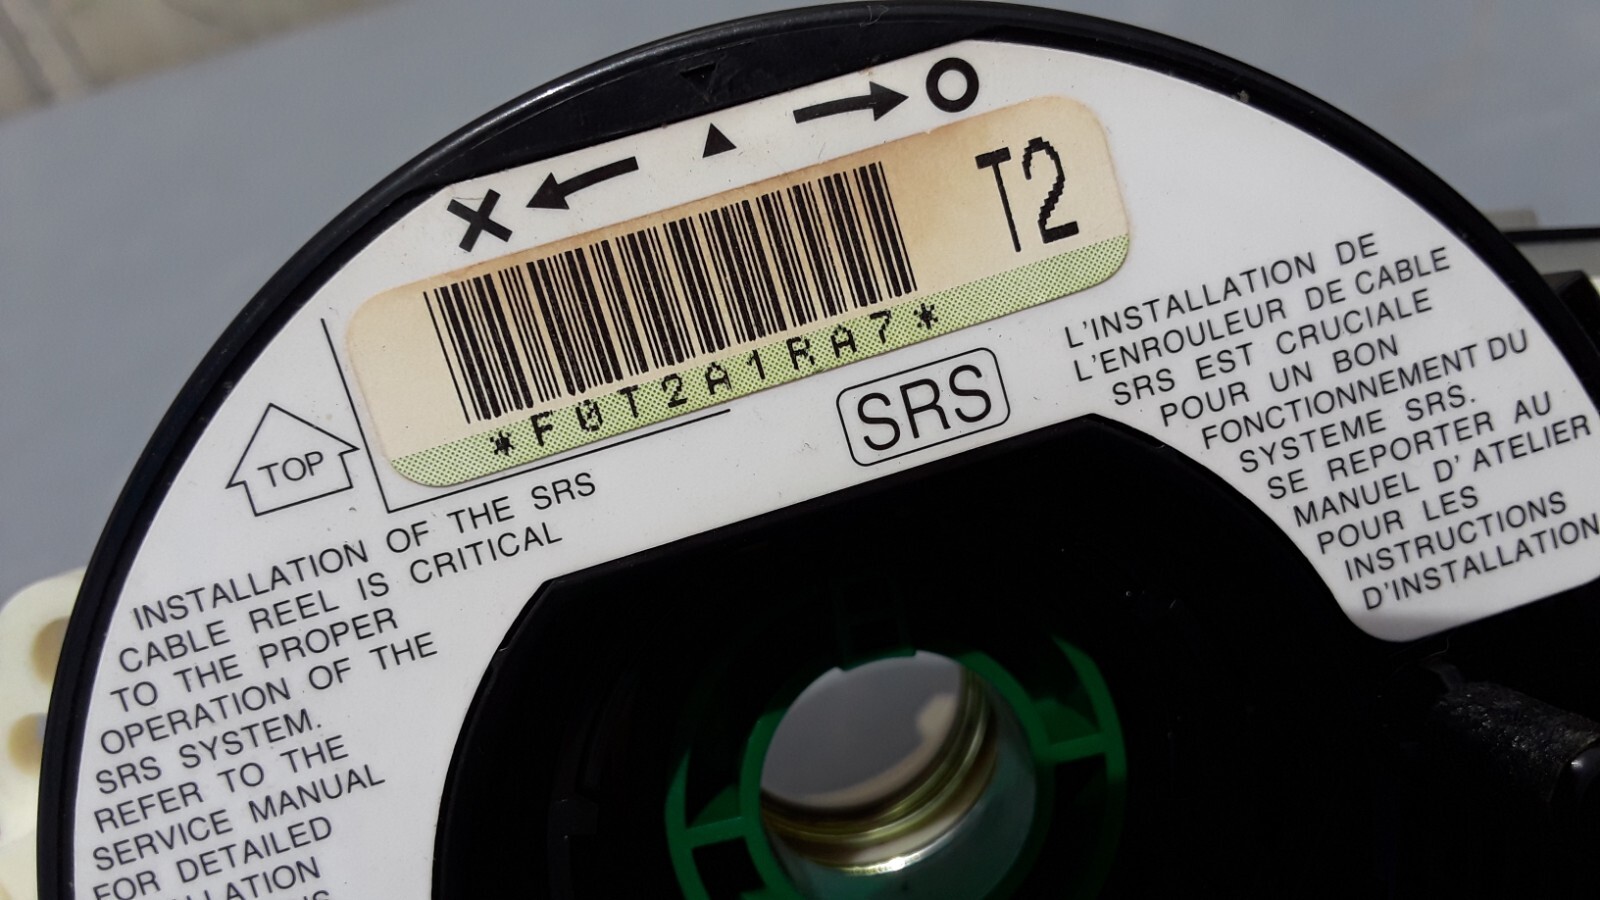 T2
*F0T2A1RA7*
SRS
TOP
INSTALLATION OF THE SRS
CABLE REEL IS CRITICAL
TO THE PROPER
OPERATION OF THE
SRS SYSTEM.
REFER TO THE
SERVICE MANUAL
FOR DETAILED
L'INSTALLATION DE
L'ENROULEUR DE CABLE
SRS EST CRUCIALE
POUR UN BON
FONCTIONNEMENT DU
SYSTEME SRS.
SE REPORTER AU
MANUEL D'ATELIER
POUR LES
INSTRUCTIONS
D'INSTALLATION